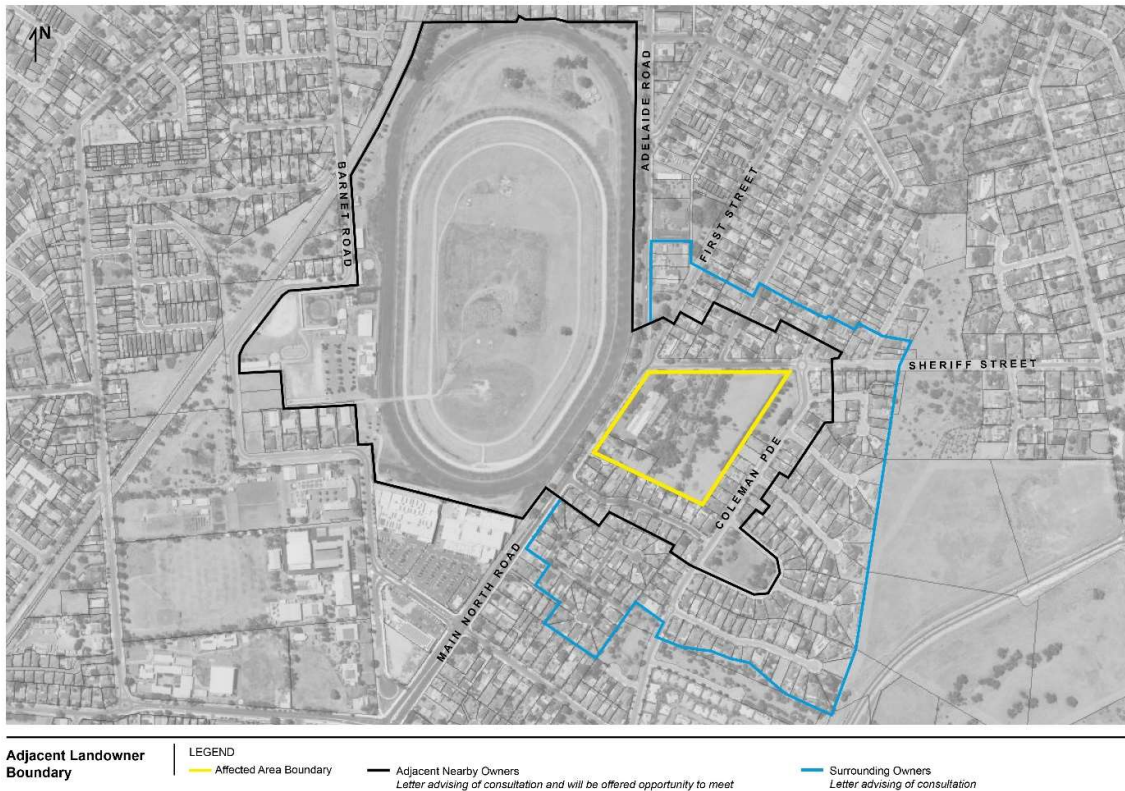 N
ADELAIDE ROAD
BARNET ROAD
FIRST STREET
SHERIFF STREET
COLEMAN PDE
MAIN NORTH ROAD
Adjacent Landowner
Boundary
LEGEND
Affected Area Boundary
Adjacent Nearby Owners
Letter advising of consultation and will be offered opportunity to meet
Surrounding Owners
Letter advising of consultation